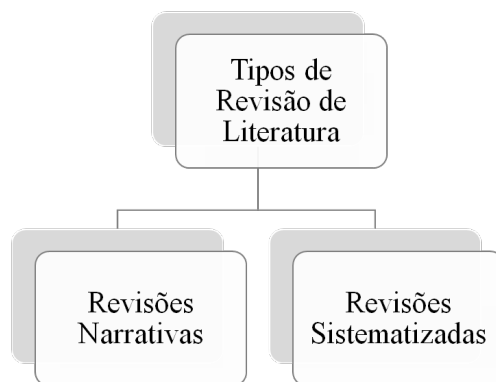 Tipos de
Revisão de
Literatura
Revisões
Narrativas
Revisões
Sistematizadas